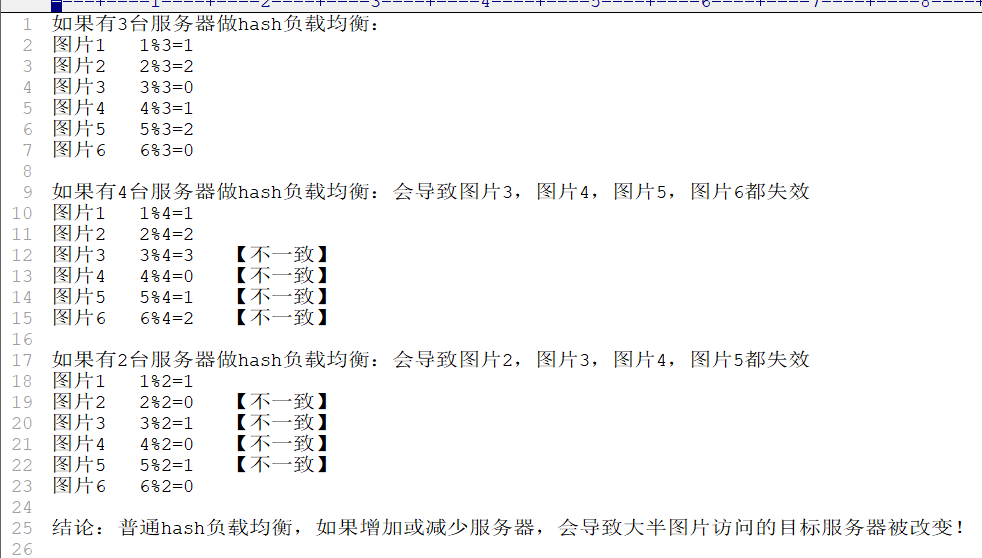 ----+----1----+----2----+----3----+----4----+----5----+----6----+----7----+----8----+
1 如果有3台服务器做hash负载均衡：
2 图片1 1%3=1
3 图片2 2%3=2
4 图片3 3%3=0
5 图片4 4%3=1
6 图片5 5%3=2
7 图片6 6%3=0
8
9 如果有4台服务器做hash负载均衡：会导致图片3，图片4，图片5，图片6都失效
10 图片1 1%4=1
11 图片2 2%4=2
12 图片3 3%4=3 【不一致】
13 图片4 4%4=0 【不一致】
14 图片5 5%4=1 【不一致】
15 图片6 6%4=2 【不一致】
16
17 如果有2台服务器做hash负载均衡：会导致图片2，图片3，图片4，图片5都失效
18 图片1 1%2=1
19 图片2 2%2=0 【不一致】
20 图片3 3%2=1 【不一致】
21 图片4 4%2=0 【不一致】
22 图片5 5%2=1 【不一致】
23 图片6 6%2=0
24
25 结论：普通hash负载均衡，如果增加或减少服务器，会导致大半图片访问的目标服务器被改变！
26